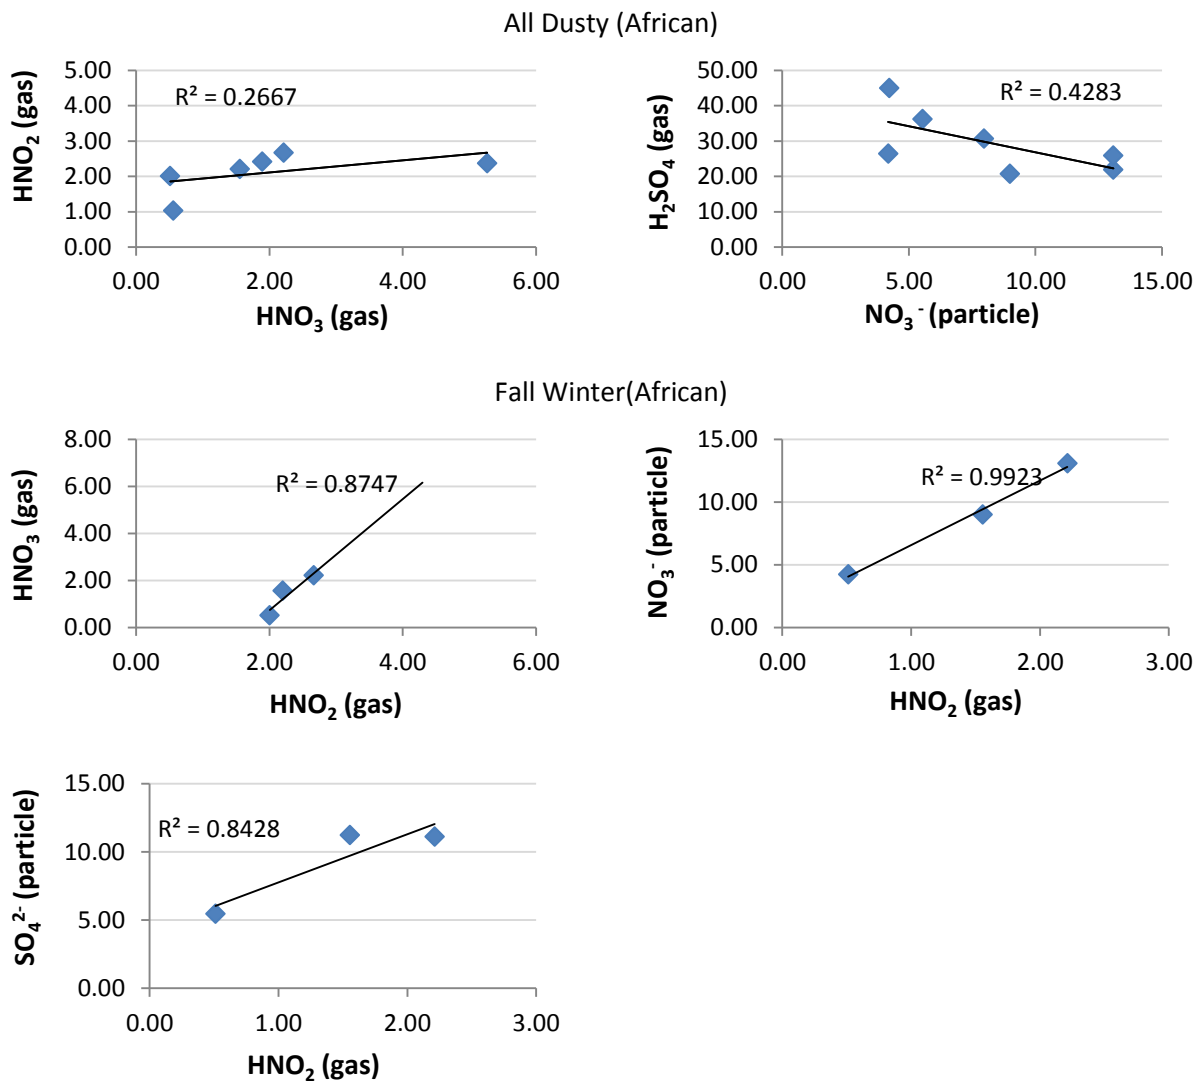 All Dusty (African)
HNO₂ (gas)
5.00
4.00
3.00
2.00
1.00
0.00
R² = 0.2667
0.00 2.00 4.00 6.00
HNO₃ (gas)
H₂SO₄ (gas)
50.00
40.00
30.00
20.00
10.00
0.00
R² = 0.4283
0.00 5.00 10.00 15.00
NO₃⁻ (particle)
Fall Winter(African)
HNO₃ (gas)
8.00
6.00
4.00
2.00
0.00
R² = 0.8747
0.00 2.00 4.00 6.00
HNO₂ (gas)
NO₃⁻ (particle)
15.00
10.00
5.00
0.00
R² = 0.9923
0.00 1.00 2.00 3.00
HNO₂ (gas)
SO₄²⁻ (particle)
15.00
10.00
5.00
0.00
R² = 0.8428
0.00 1.00 2.00 3.00
HNO₂ (gas)